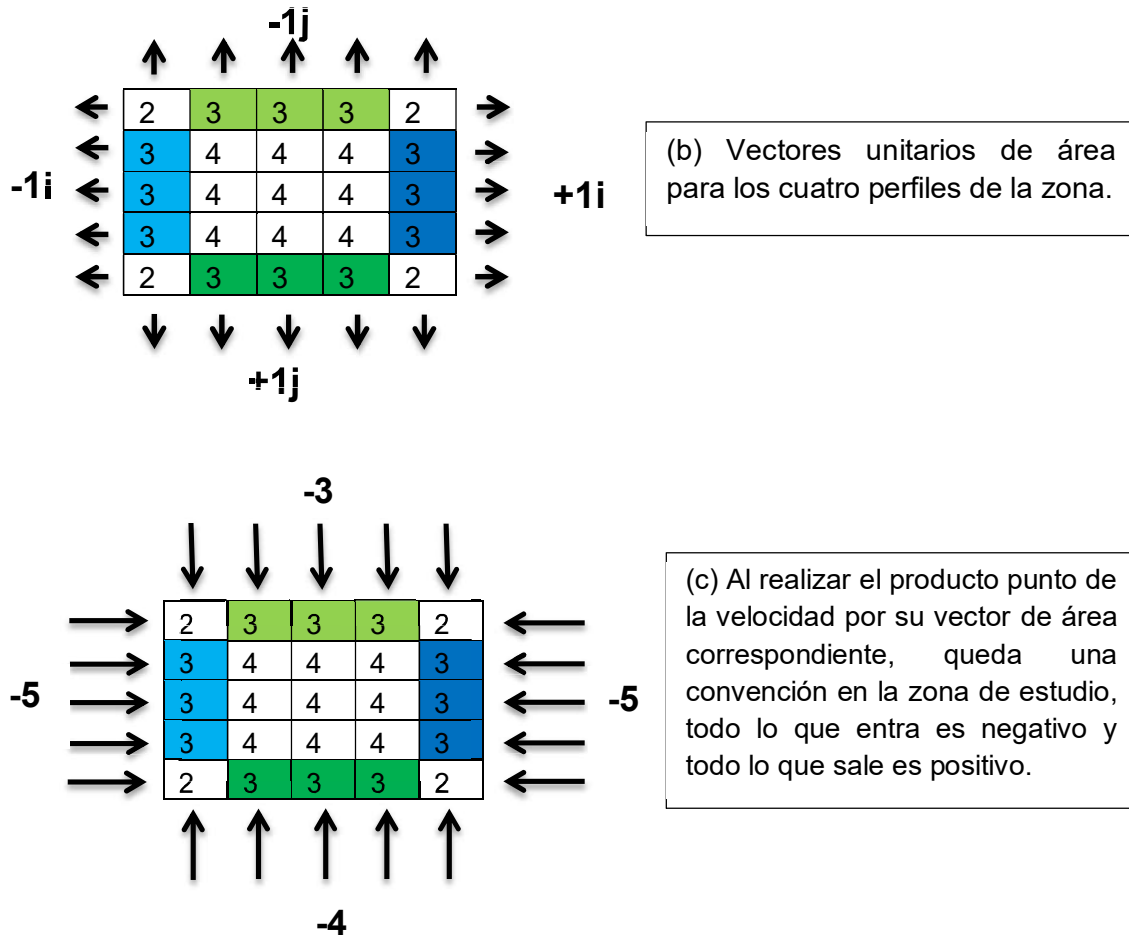 -1j
2 3 3 3 2
3 4 4 4 3
-1i 3 4 4 4 3 +1i
3 4 4 4 3
2 3 3 3 2
+1j
(b) Vectores unitarios de área
para los cuatro perfiles de la zona.
-3
2 3 3 3 2
3 4 4 4 3
-5 3 4 4 4 3 -5
3 4 4 4 3
2 3 3 3 2
-4
(c) Al realizar el producto punto de
la velocidad por su vector de área
correspondiente, queda una
convención en la zona de estudio,
todo lo que entra es negativo y
todo lo que sale es positivo.